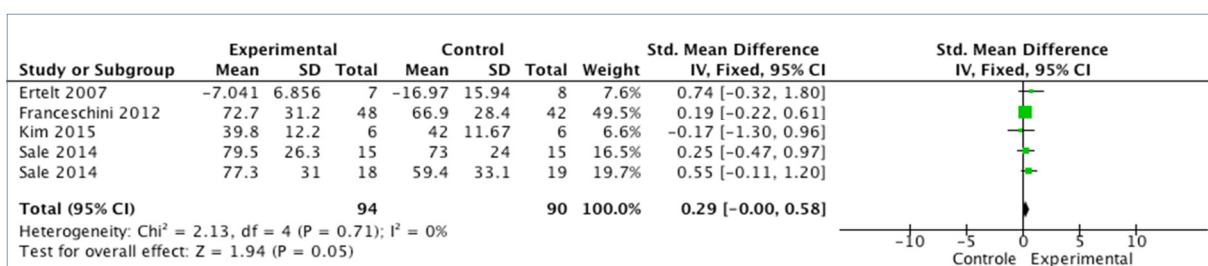 Experimental Control Std. Mean Difference Std. Mean Difference
Study or Subgroup Mean SD Total Mean SD Total Weight IV, Fixed, 95% CI IV, Fixed, 95% CI
Ertelt 2007 −7.041 6.856 7 −16.97 15.94 8 7.6% 0.74 [−0.32, 1.80]
Franceschini 2012 72.7 31.2 48 66.9 28.4 42 49.5% 0.19 [−0.22, 0.61]
Kim 2015 39.8 12.2 6 42 11.67 6 6.6% −0.17 [−1.30, 0.96]
Sale 2014 79.5 26.3 15 73 24 15 16.5% 0.25 [−0.47, 0.97]
Sale 2014 77.3 31 18 59.4 33.1 19 19.7% 0.55 [−0.11, 1.20]
Total (95% CI) 94 90 100.0% 0.29 [−0.00, 0.58]
Heterogeneity: Chi² = 2.13, df = 4 (P = 0.71); I² = 0%
Test for overall effect: Z = 1.94 (P = 0.05)
−10 −5 0 5 10
Controle Experimental